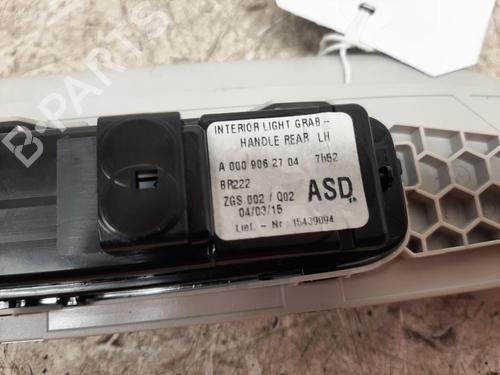 INTERIOR LIGHT GRAB-
HANDLE REAR LH
A 000 906 27 04 7h52
BR222
ZGS 002 / Q02
ASD
04/03/15
Lief. - Nr.: 15439094
B-PARTS